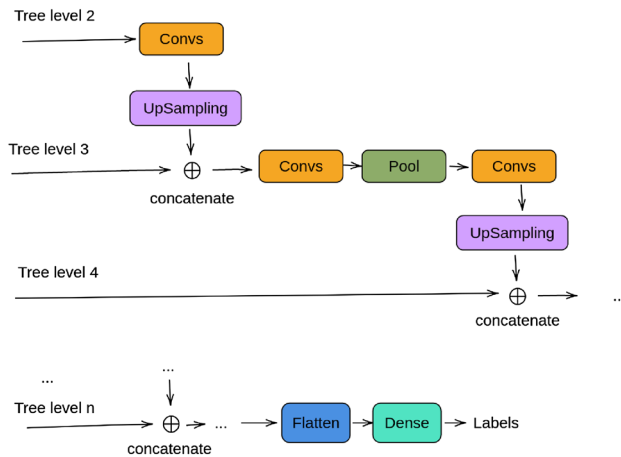 Tree level 2
Convs
UpSampling
Tree level 3
concatenate
Convs
Pool
Convs
UpSampling
Tree level 4
concatenate
..
...
...
Tree level n
concatenate
...
Flatten
Dense
Labels